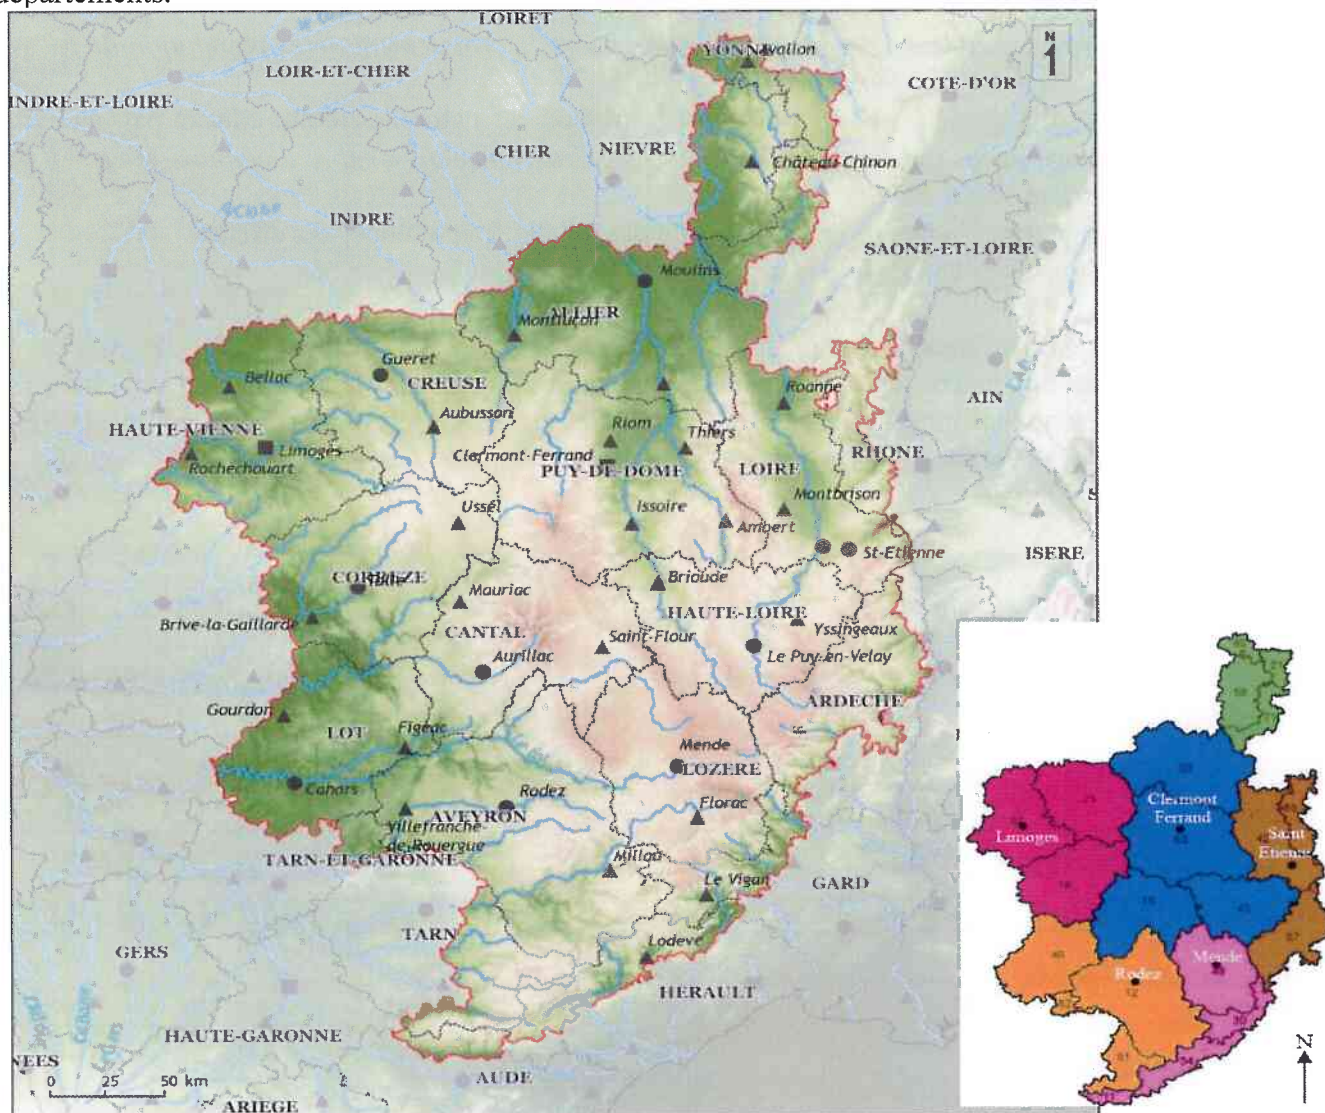 départements.
LOIRET
YONNE
Avallon
N
1
LOIR-ET-CHER
COTE-D'OR
INDRE-ET-LOIRE
CHER
NIEVRE
Château-Chinon
INDRE
SAONE-ET-LOIRE
Moulins
ALLIER
Montluçon
Gueret
CREUSE
Bellac
Roanne
AIN
Aubusson
Riom
HAUTE-VIENNE
Limoges
Thiers
RHONE
Clermont-Ferrand
Rochechouart
PUY-DE-DOME
LOIRE
Montbrison
Ussel
Issoire
Ambert
St-Etienne
ISERE
CORREZE
Brioude
Mauriac
HAUTE-LOIRE
Brive-la-Gaillarde
Yssingeaux
CANTAL
Saint-Flour
Aurillac
Le Puy-en-Velay
ARDECHE
Gourdon
LOT
Figeac
Mende
LOZERE
Cahors
Rodez
Florac
AVEYRON
Villefranche-
de-Rouergue
TARN-ET-GARONNE
Millau
Le Vigan
GARD
TARN
Lodeve
GERS
HERAULT
HAUTE-GARONNE
NEES
0 25 50 km
AUDE
ARIEGE
Clermont
Ferrand
Limoges
Saint
Etienne
Mende
Rodez
12
N